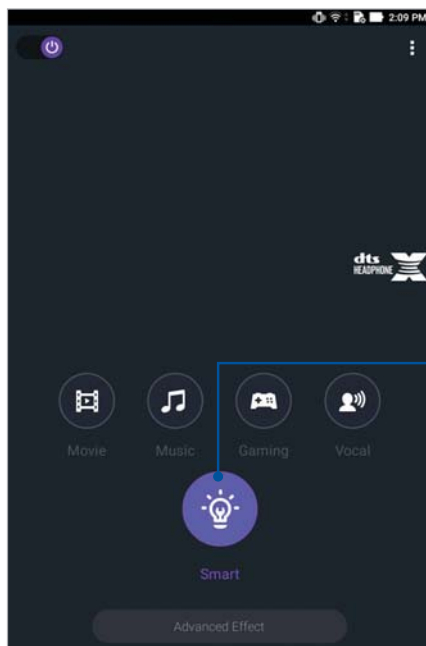 2:09 PM
dts
HEADPHONE X
Movie Music Gaming Vocal
Smart
Advanced Effect